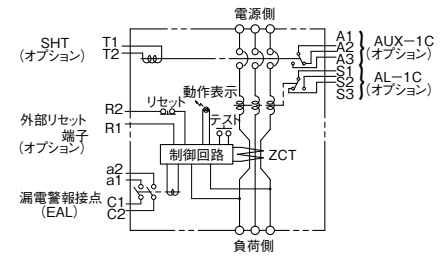 電源側
SHT
(オプション)
T1
T2
A1
A2
A3
AUX-1C
(オプション)
S1
S2
S3
AL-1C
(オプション)
リセット
動作表示
テスト
外部リセット
端子
(オプション)
R2
R1
制御回路
ZCT
漏電警報接点
(EAL)
a2
a1
C1
C2
負荷側